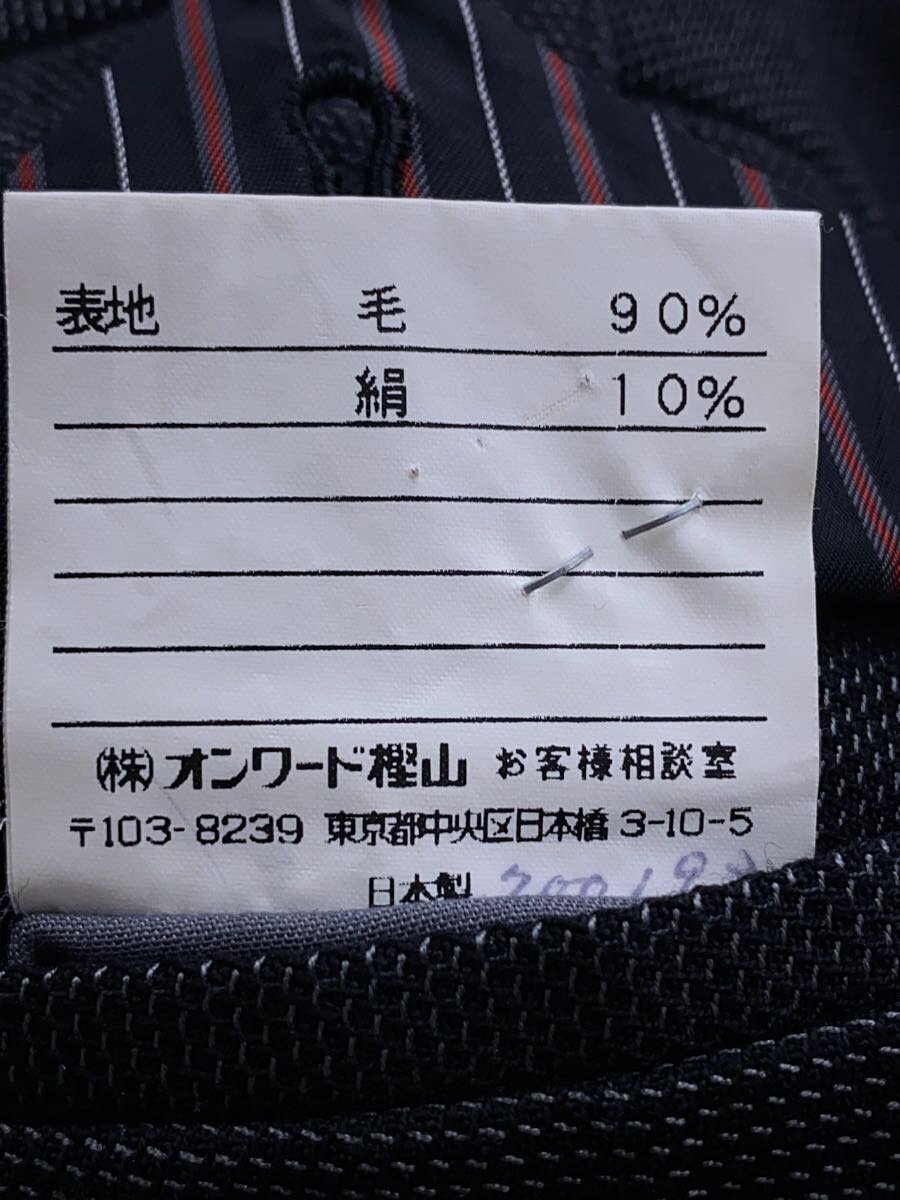 表地 毛 90%
絹 10%
(株)オンワード樫山 お客様相談室
〒103-8239 東京都中央区日本橋3-10-5
日本製